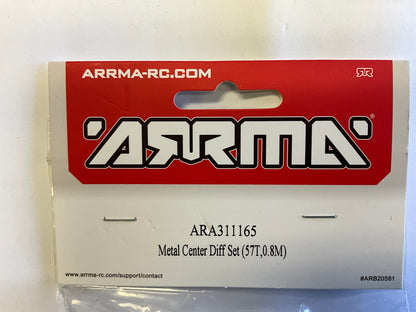 ARRMA-RC.COM
ARRMA®
ARA311165
Metal Center Diff Set (57T,0.8M)
www.arrma-rc.com/support/contact
#ARB20581